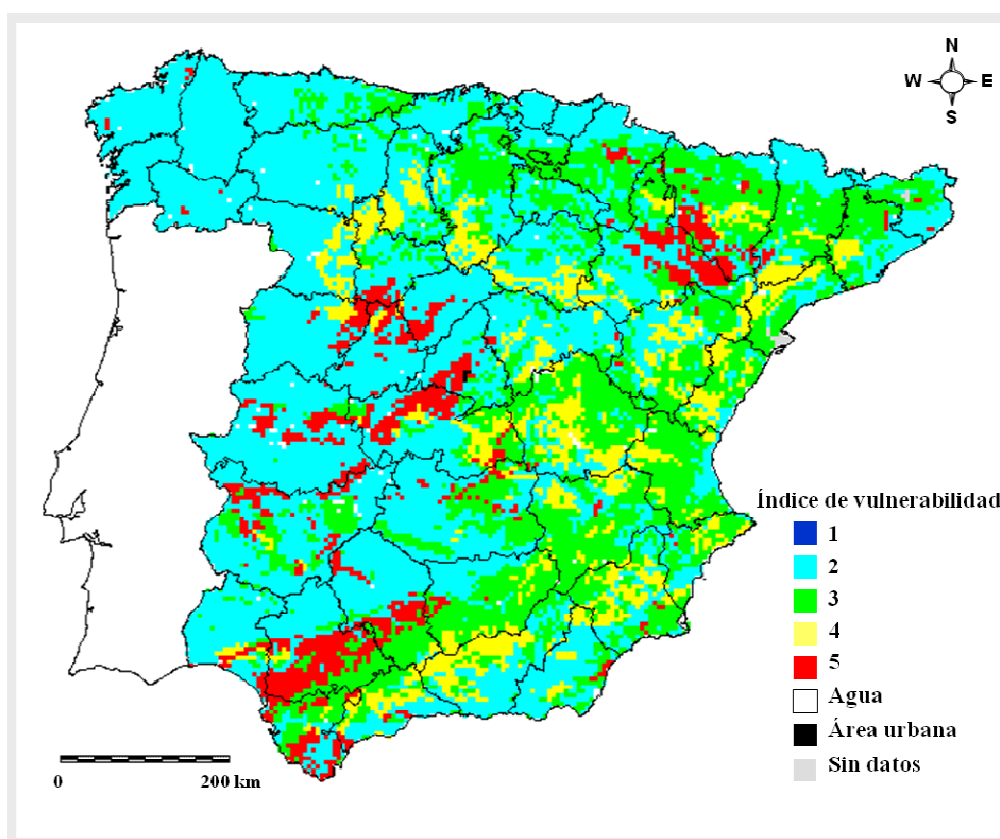 N
W E
S
Índice de vulnerabilidad
1
2
3
4
5
Agua
Área urbana
Sin datos
0 200 km